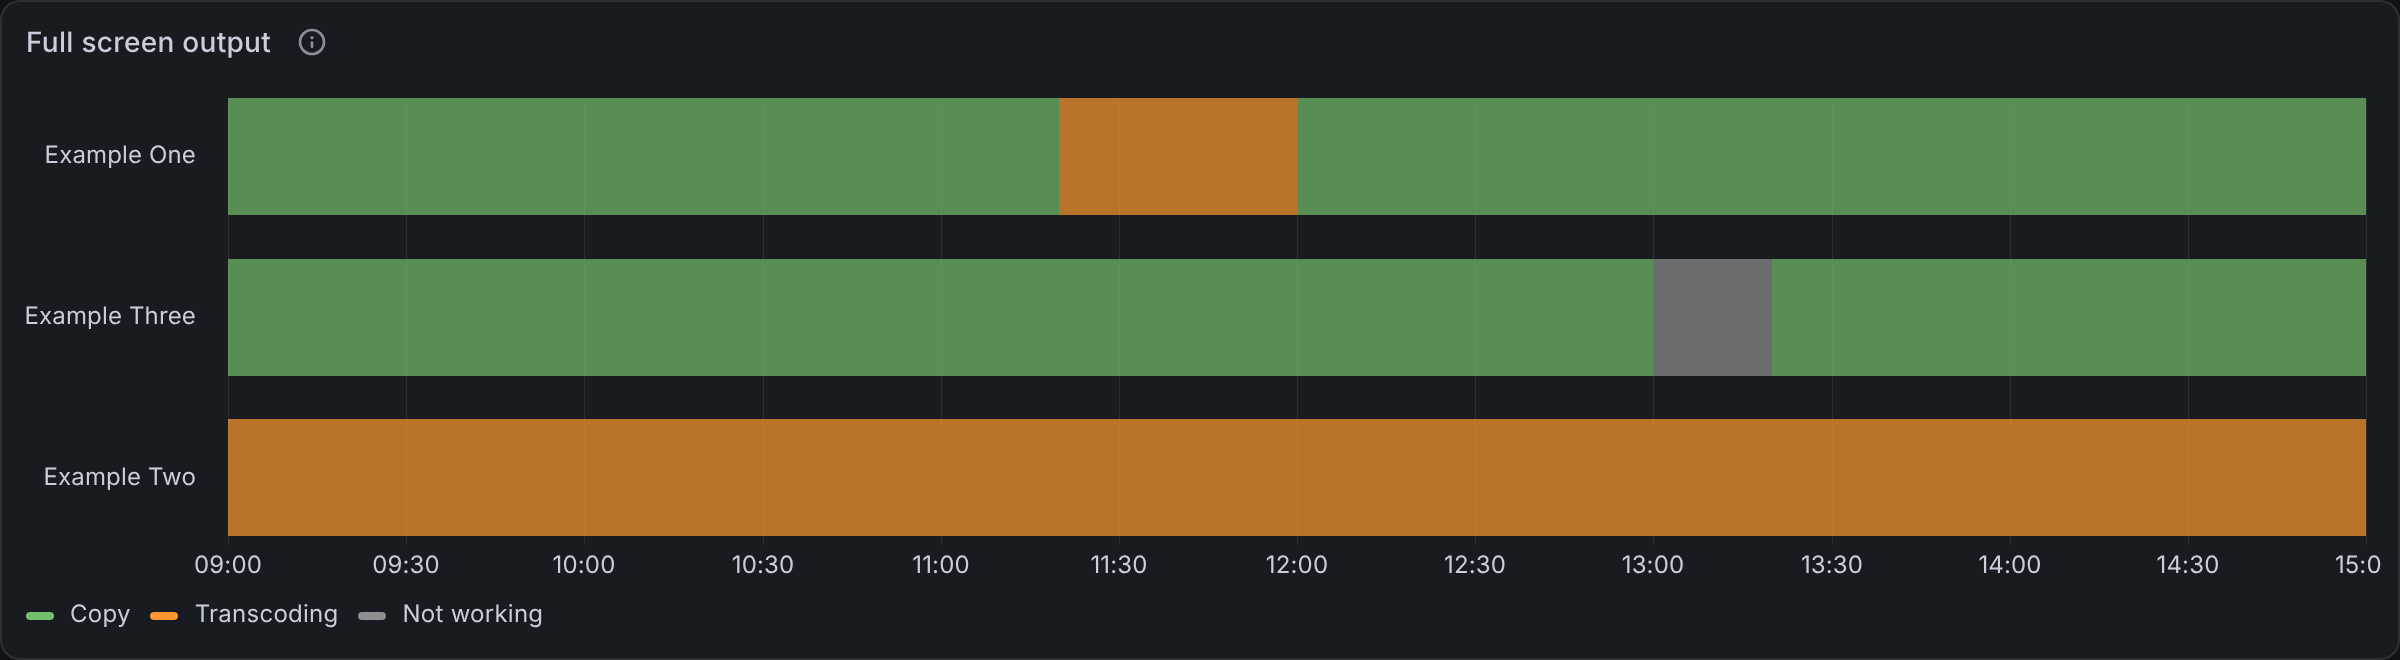 Full screen output
Example One
Example Three
Example Two
09:00 09:30 10:00 10:30 11:00 11:30 12:00 12:30 13:00 13:30 14:00 14:30 15:0
Copy Transcoding Not working